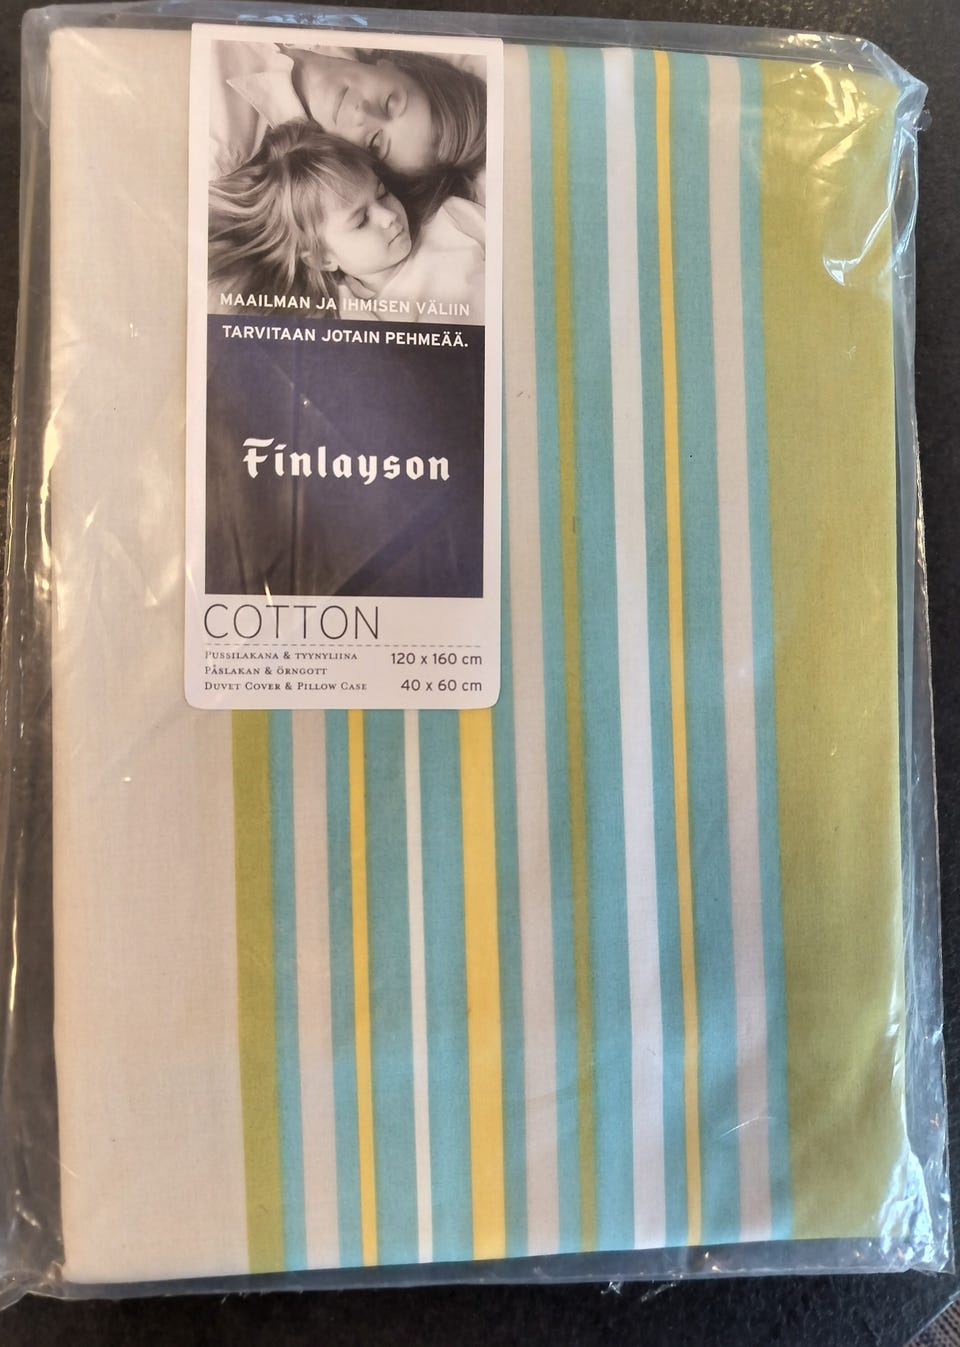 MAAILMAN JA IHMISEN VÄLIIN
TARVITAAN JOTAIN PEHMEÄÄ.
Finlayson
COTTON
PUSSILAKANA & TYYNYLIINA 120 x 160 cm
PÅSLAKAN & ÖRNGOTT
DUVET COVER & PILLOW CASE 40 x 60 cm